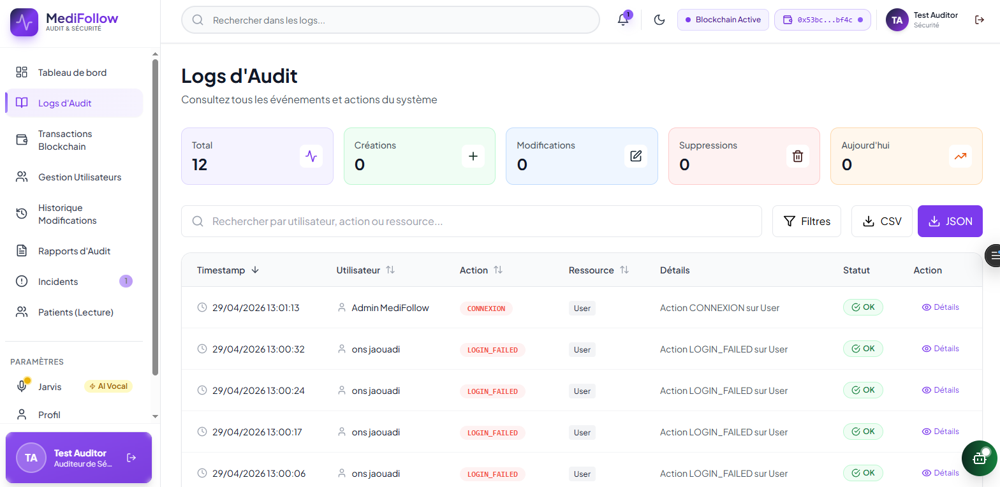 MediFollow
AUDIT & SÉCURITÉ
Rechercher dans les logs...
1
Blockchain Active
0x53bc...bf4c
TA
Test Auditor
Sécurité
Tableau de bord
Logs d'Audit
Transactions
Blockchain
Gestion Utilisateurs
Historique
Modifications
Rapports d'Audit
Incidents
1
Patients (Lecture)
PARAMÈTRES
Jarvis
AI Vocal
Profil
TA
Test Auditor
Auditeur de Sé...
Logs d'Audit
Consultez tous les événements et actions du système
Total
12
Créations
0
Modifications
0
Suppressions
0
Aujourd'hui
0
Rechercher par utilisateur, action ou ressource...
Filtres
CSV
JSON
Timestamp Utilisateur Action Ressource Détails Statut Action
29/04/2026 13:01:13 Admin MediFollow CONNEXION User Action CONNEXION sur User OK Détails
29/04/2026 13:00:32 ons jaouadi LOGIN_FAILED User Action LOGIN_FAILED sur User OK Détails
29/04/2026 13:00:24 ons jaouadi LOGIN_FAILED User Action LOGIN_FAILED sur User OK Détails
29/04/2026 13:00:17 ons jaouadi LOGIN_FAILED User Action LOGIN_FAILED sur User OK Détails
29/04/2026 13:00:06 ons jaouadi LOGIN_FAILED User Action LOGIN_FAILED sur User OK Détails